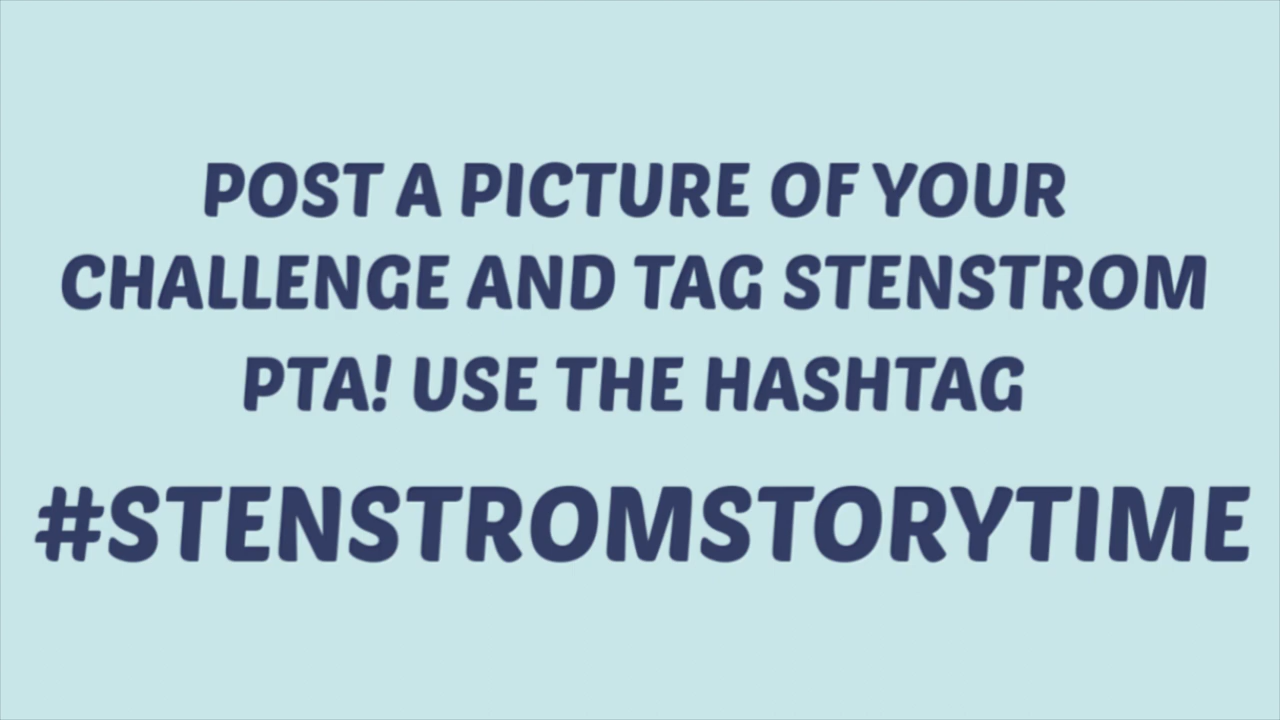 POST A PICTURE OF YOUR
CHALLENGE AND TAG STENSTROM
PTA! USE THE HASHTAG
#STENSTROMSTORYTIME